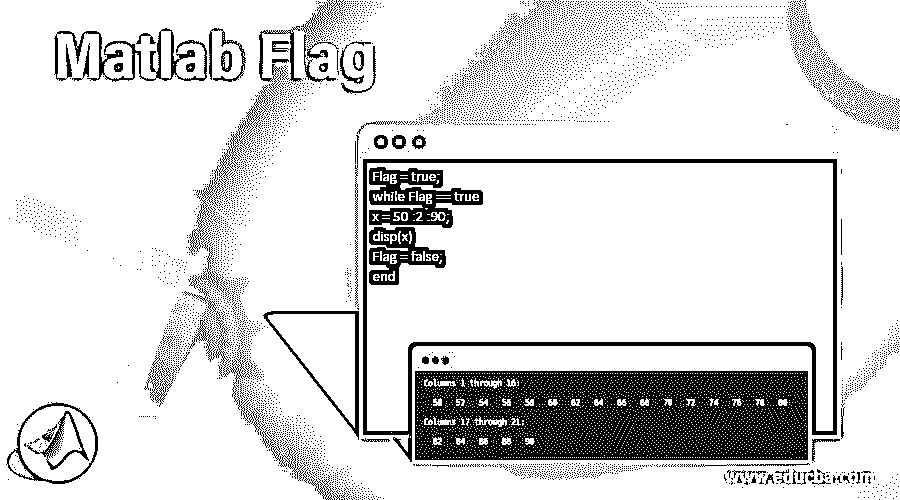 Matlab Flag
Flag = true;
while Flag == true
x = 50 :2 :90;
disp(x)
Flag = false;
end
Columns 1 through 16:
50 52 54 56 58 60 62 64 66 68 70 72 74 76 78 80
Columns 17 through 21:
82 84 86 88 90
www.educba.com